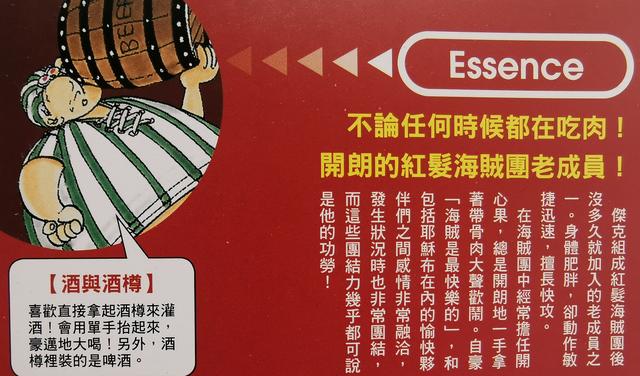 BEER
Essence
不論任何時候都在吃肉！
開朗的紅髮海賊團老成員！
傑克組成紅髮海賊團後
沒多久就加入的老成員之
一。身體肥胖，卻動作敏
捷迅速，擅長快攻。
在海賊團中經常擔任開
心果，總是開朗地一手拿
著帶骨肉大聲歡鬧。自豪
「海賊是最快樂的」，和
包括耶穌布在內的愉快夥
伴們之間感情非常融洽，
發生狀況時也非常團結，
而這些團結力幾乎都可說
是他的功勞！
【酒與酒樽】
喜歡直接拿起酒樽來灌
酒！會用單手抬起來，
豪邁地大喝！另外，酒
樽裡裝的是啤酒。